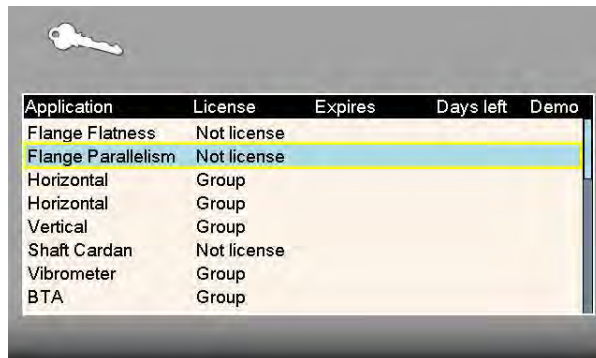 Application License Expires Days left Demo
Flange Flatness Not license
Flange Parallelism Not license
Horizontal Group
Horizontal Group
Vertical Group
Shaft Cardan Not license
Vibrometer Group
BTA Group